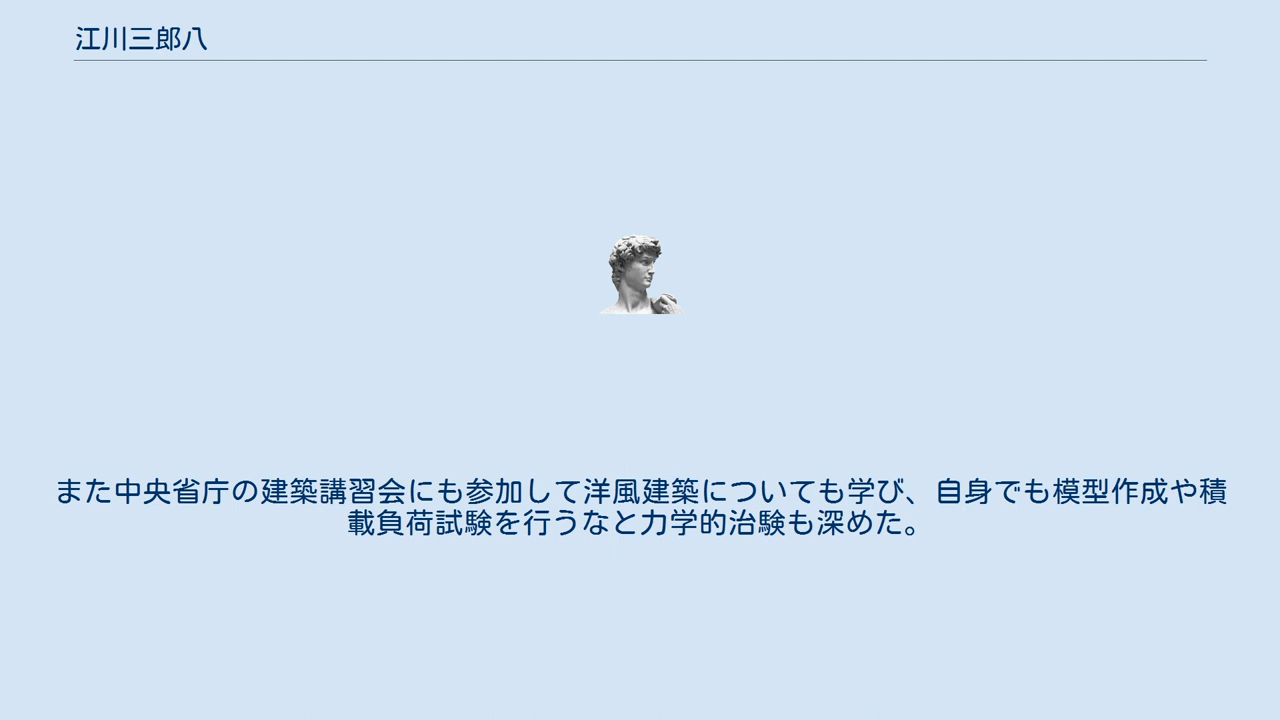 江川三郎八
また中央省庁の建築講習会にも参加して洋風建築についても学び、自身でも模型作成や積
載負荷試験を行うなと力学的治験も深めた。